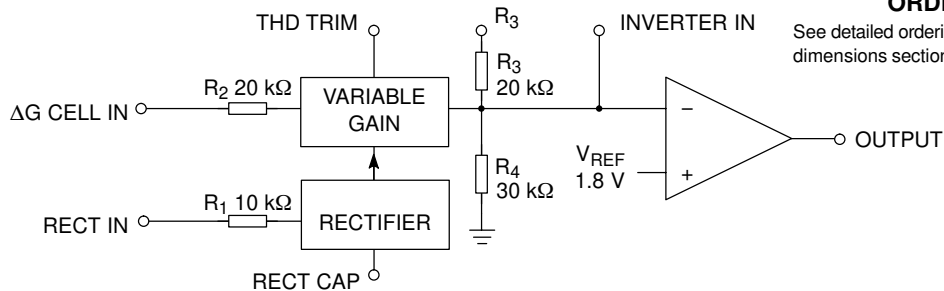 ORDE
See detailed orderi
dimensions section
THD TRIM
R3
INVERTER IN
R3
20 kΩ
R2 20 kΩ
VARIABLE
GAIN
ΔG CELL IN
−
OUTPUT
VREF
1.8 V
+
R4
30 kΩ
R1 10 kΩ
RECTIFIER
RECT IN
RECT CAP